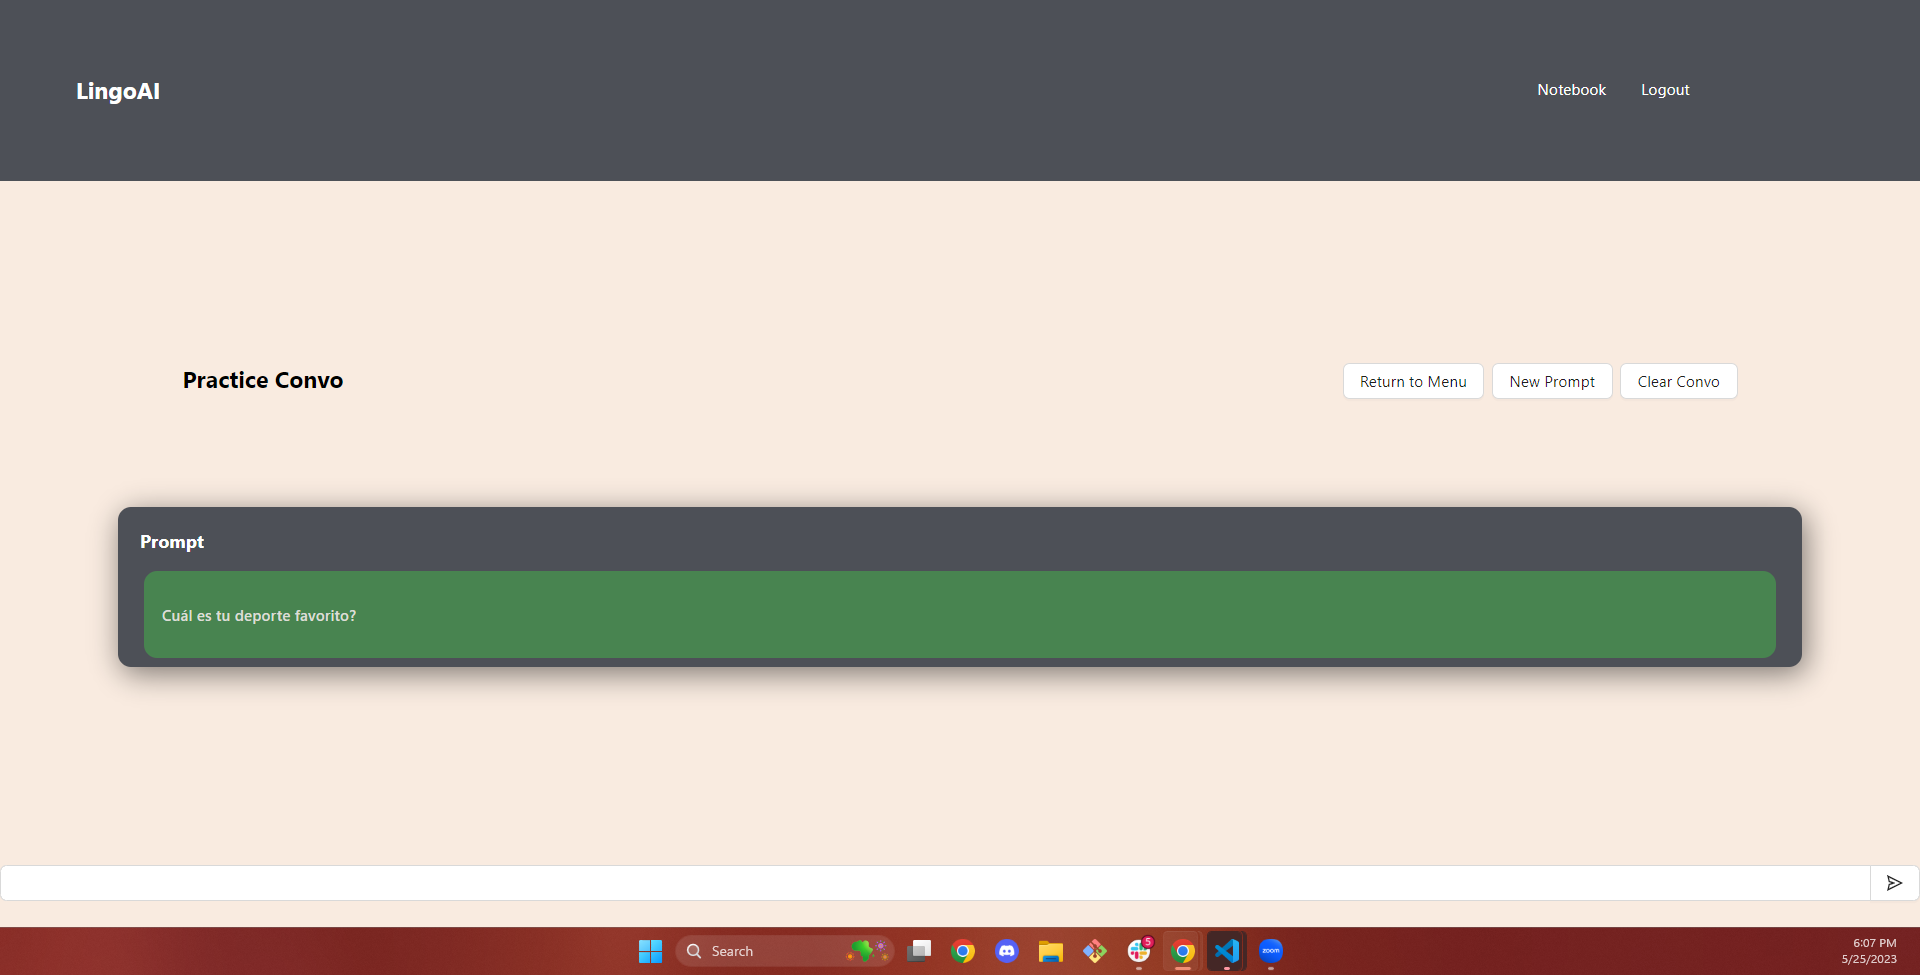 LingoAI
Notebook
Logout
Practice Convo
Return to Menu
New Prompt
Clear Convo
Prompt
Cuál es tu deporte favorito?
Search
5
zoom
6:07 PM
5/25/2023